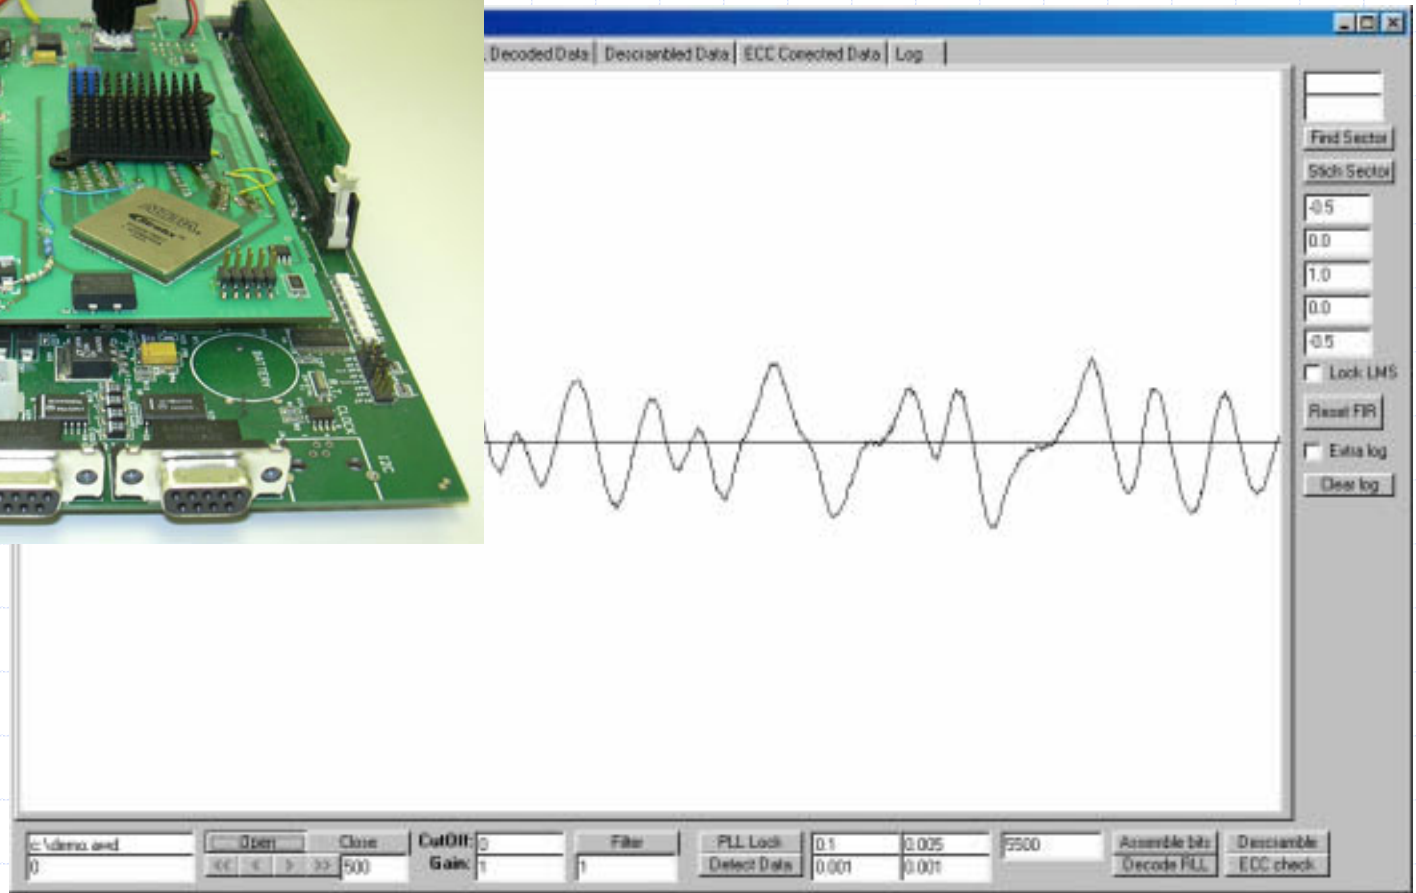 Decoded Data
Descrambled Data
ECC Corrected Data
Log
Find Sector
Stich Sector
-0.5
0.0
1.0
0.0
-0.5
Lock LMS
Reset FIR
Extra log
Clear log
BATTERY
CLOCK
I2C
c:\demo.awd
Open
Close
CutOff: 0
Filter
PLL Lock
0.1
0.005
5500
Assemble bits
Descramble
0
<< < > >>
500
Gain: 1
1
Detect Data
0.001
0.001
Decode RLL
ECC check